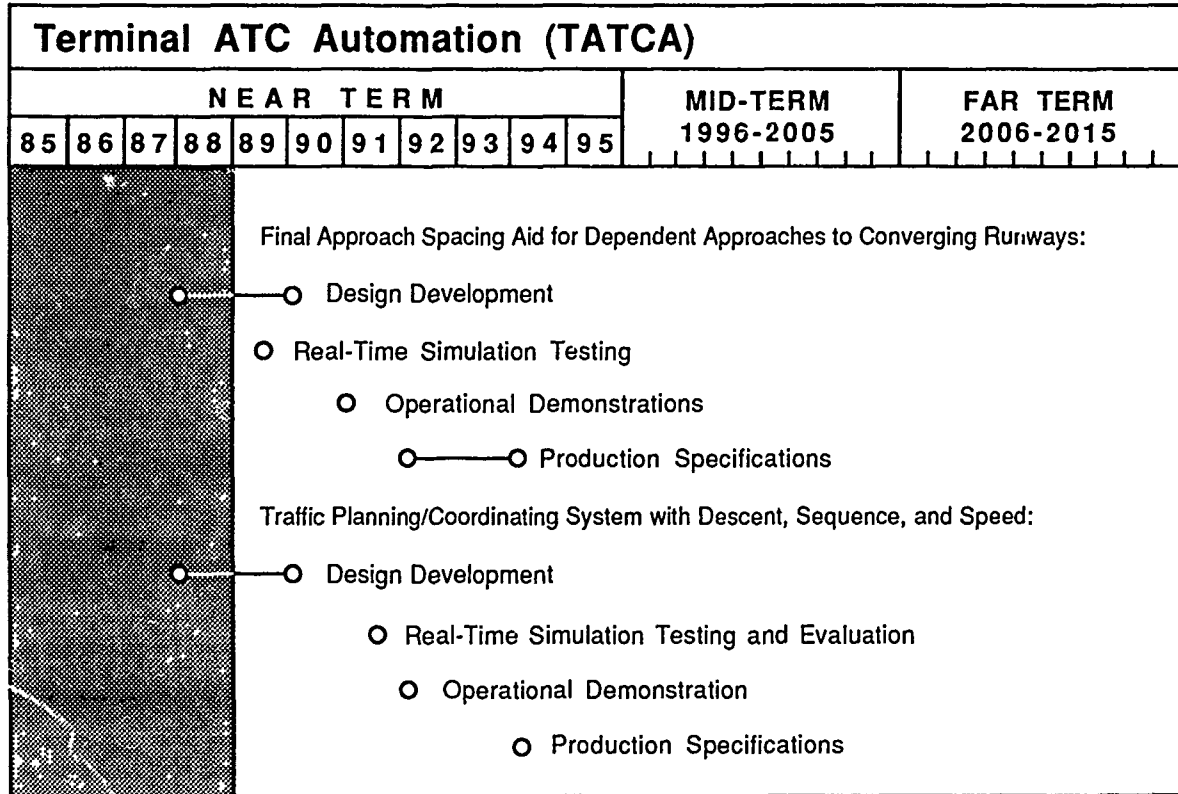 Terminal ATC Automation (TATCA)
NEAR TERM
MID-TERM
1996-2005
FAR TERM
2006-2015
85 86 87 88 89 90 91 92 93 94 95
Final Approach Spacing Aid for Dependent Approaches to Converging Runways:
Design Development
Real-Time Simulation Testing
Operational Demonstrations
Production Specifications
Traffic Planning/Coordinating System with Descent, Sequence, and Speed:
Design Development
Real-Time Simulation Testing and Evaluation
Operational Demonstration
Production Specifications